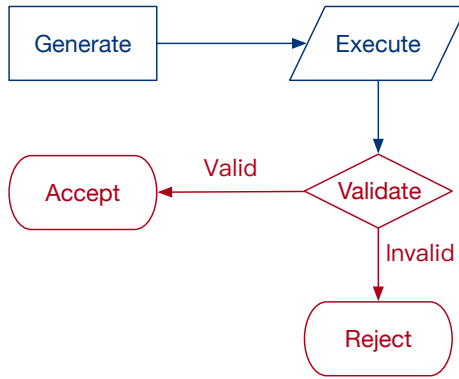 Generate
Execute
Valid
Accept
Validate
Invalid
Reject